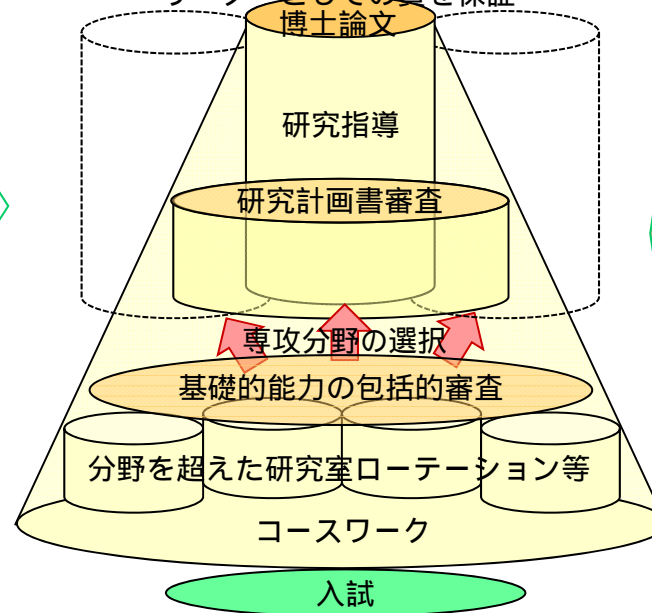 博士論文
研究指導
研究計画書審査
専攻分野の選択
基礎的能力の包括的審査
分野を超えた研究室ローテーション等
コースワーク
入試